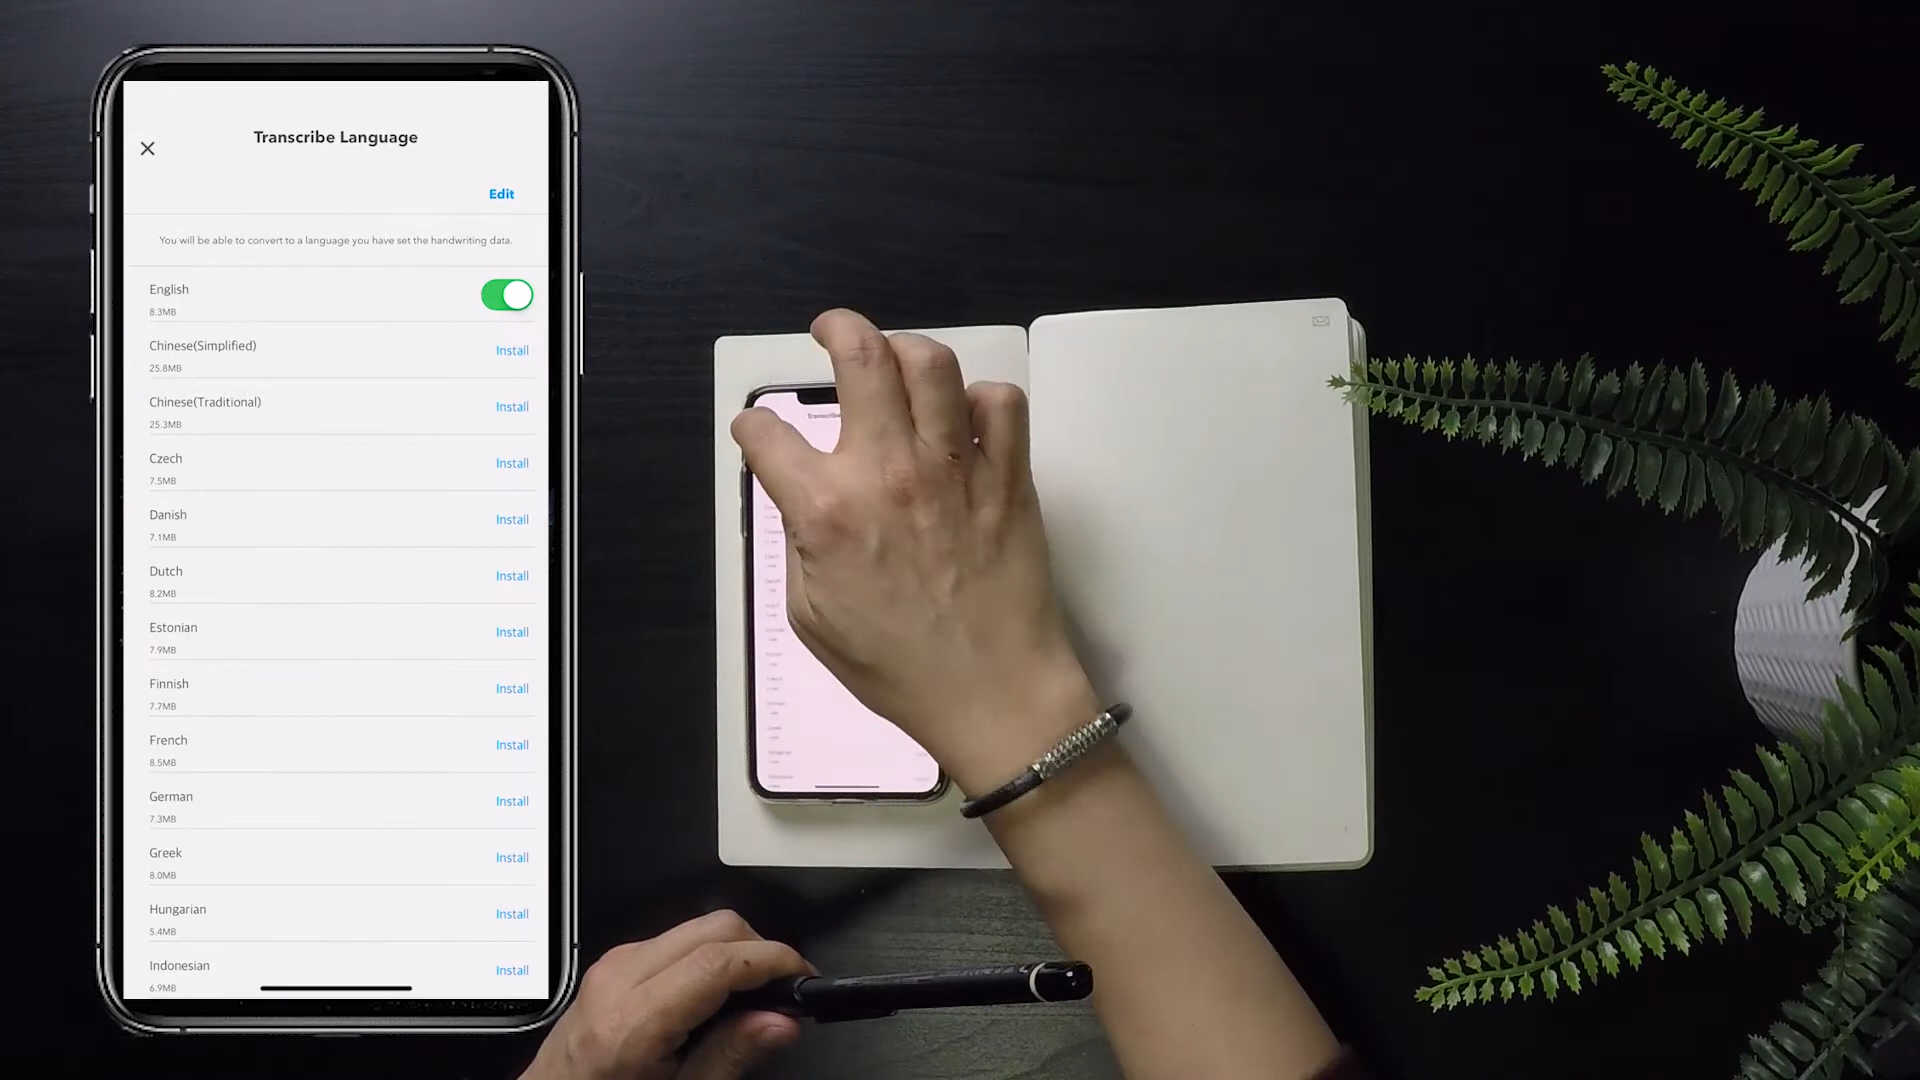 Transcribe Language
Edit
You will be able to convert to a language you have set the handwriting data.
English
8.3MB
Chinese(Simplified)
Install
25.8MB
Chinese(Traditional)
Install
25.3MB
Czech
Install
7.5MB
Danish
Install
7.1MB
Dutch
Install
8.2MB
Estonian
Install
7.9MB
Finnish
Install
7.7MB
French
Install
8.5MB
German
Install
7.3MB
Greek
Install
8.0MB
Hungarian
Install
5.4MB
Indonesian
Install
6.9MB
Transcribe